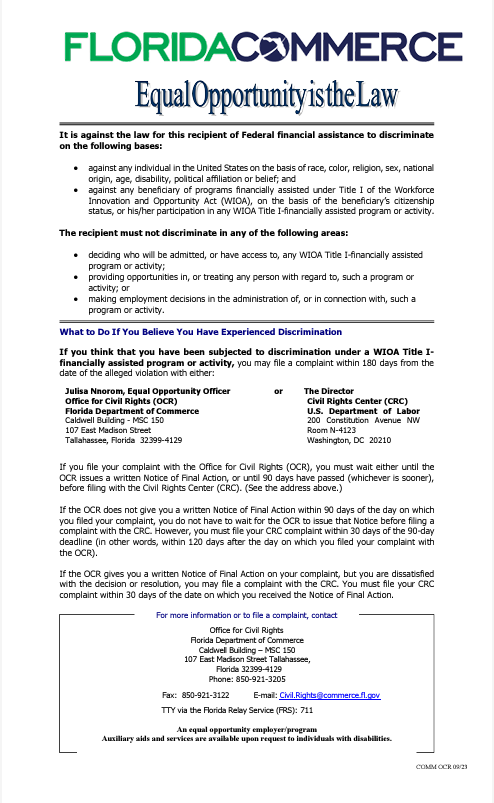 FLORIDACOMMERCE
Equal Opportunity is the Law
It is against the law for this recipient of Federal financial assistance to discriminate
on the following bases:
• against any individual in the United States on the basis of race, color, religion, sex, national
origin, age, disability, political affiliation or belief; and
• against any beneficiary of programs financially assisted under Title I of the Workforce
Innovation and Opportunity Act (WIOA), on the basis of the beneficiary's citizenship
status, or his/her participation in any WIOA Title I-financially assisted program or activity.
The recipient must not discriminate in any of the following areas:
• deciding who will be admitted, or have access to, any WIOA Title I-financially assisted
program or activity;
• providing opportunities in, or treating any person with regard to, such a program or
activity; or
• making employment decisions in the administration of, or in connection with, such a
program or activity.
What to Do If You Believe You Have Experienced Discrimination
If you think that you have been subjected to discrimination under a WIOA Title I-
financially assisted program or activity, you may file a complaint within 180 days from the
date of the alleged violation with either:
Julisa Nnorom, Equal Opportunity Officer or The Director
Office for Civil Rights (OCR) Civil Rights Center (CRC)
Florida Department of Commerce U.S. Department of Labor
Caldwell Building - MSC 150 200 Constitution Avenue NW
107 East Madison Street Room N-4123
Tallahassee, Florida 32399-4129 Washington, DC 20210
If you file your complaint with the Office for Civil Rights (OCR), you must wait either until the
OCR issues a written Notice of Final Action, or until 90 days have passed (whichever is sooner),
before filing with the Civil Rights Center (CRC). (See the address above.)
If the OCR does not give you a written Notice of Final Action within 90 days of the day on which
you filed your complaint, you do not have to wait for the OCR to issue that Notice before filing a
complaint with the CRC. However, you must file your CRC complaint within 30 days of the 90-day
deadline (in other words, within 120 days after the day on which you filed your complaint with
the OCR).
If the OCR gives you a written Notice of Final Action on your complaint, but you are dissatisfied
with the decision or resolution, you may file a complaint with the CRC. You must file your CRC
complaint within 30 days of the date on which you received the Notice of Final Action.
For more information or to file a complaint, contact
Office for Civil Rights
Florida Department of Commerce
Caldwell Building – MSC 150
107 East Madison Street Tallahassee,
Florida 32399-4129
Phone: 850-921-3205
Fax: 850-921-3122 E-mail: Civil.Rights@commerce.fl.gov
TTY via the Florida Relay Service (FRS): 711
An equal opportunity employer/program
Auxiliary aids and services are available upon request to individuals with disabilities.
COMM OCR 09/23